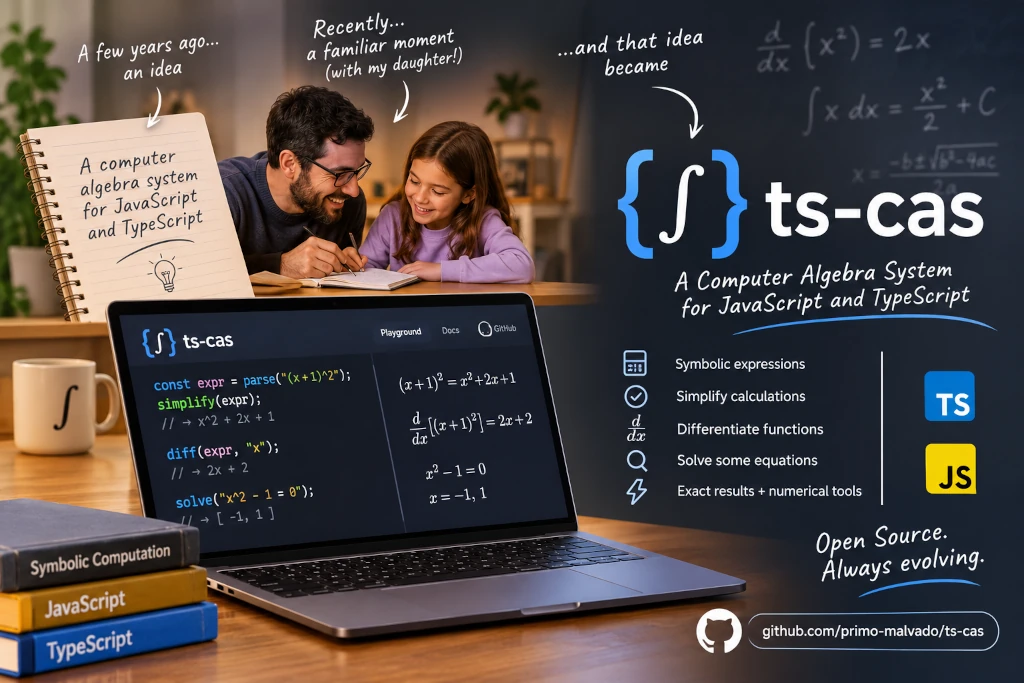 A few years ago...
an idea
Recently...
a familiar moment
(with my daughter!)
...and that idea
became
d/dx (x²) = 2x
∫x dx = x²/2 + C
x = -b±√b²-4ac/2a
A computer
algebra system
for JavaScript
and TypeScript
{∫} ts-cas
A Computer Algebra System
for JavaScript and TypeScript
{∫} ts-cas
Playground
Docs
GitHub
const expr = parse("(x+1)^2");
simplify(expr);
// → x^2 + 2x + 1
diff(expr, "x");
// → 2x + 2
solve("x^2 - 1 = 0");
// → [ -1, 1 ]
(x+1)² = x²+2x+1
d/dx[(x+1)²] = 2x+2
x²−1=0
x = −1, 1
∫
Symbolic expressions
Simplify calculations
d/dx Differentiate functions
Solve some equations
Exact results + numerical tools
TS
JS
Symbolic Computation
JavaScript
TypeScript
Open Source.
Always evolving.
github.com/primo-malvado/ts-cas